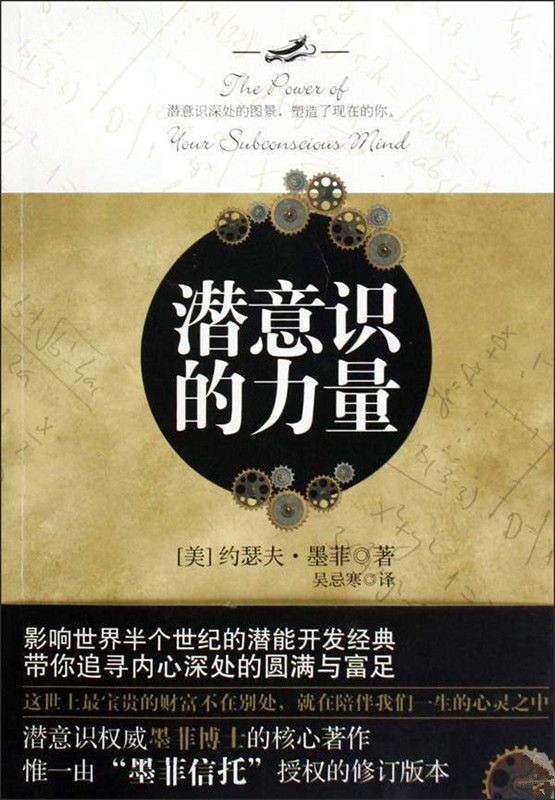 The Power of
潜意识深处的图景，塑造了现在的你。
Your Subconscious Mind
潜意识
的力量
[美]约瑟夫·墨菲◎著
吴忌寒◎译
影响世界半个世纪的潜能开发经典
带你追寻内心深处的圆满与富足
这世上最宝贵的财富不在别处，就在陪伴我们一生的心灵之中
潜意识权威墨菲博士的核心著作
惟一由“墨菲信托”授权的修订版本